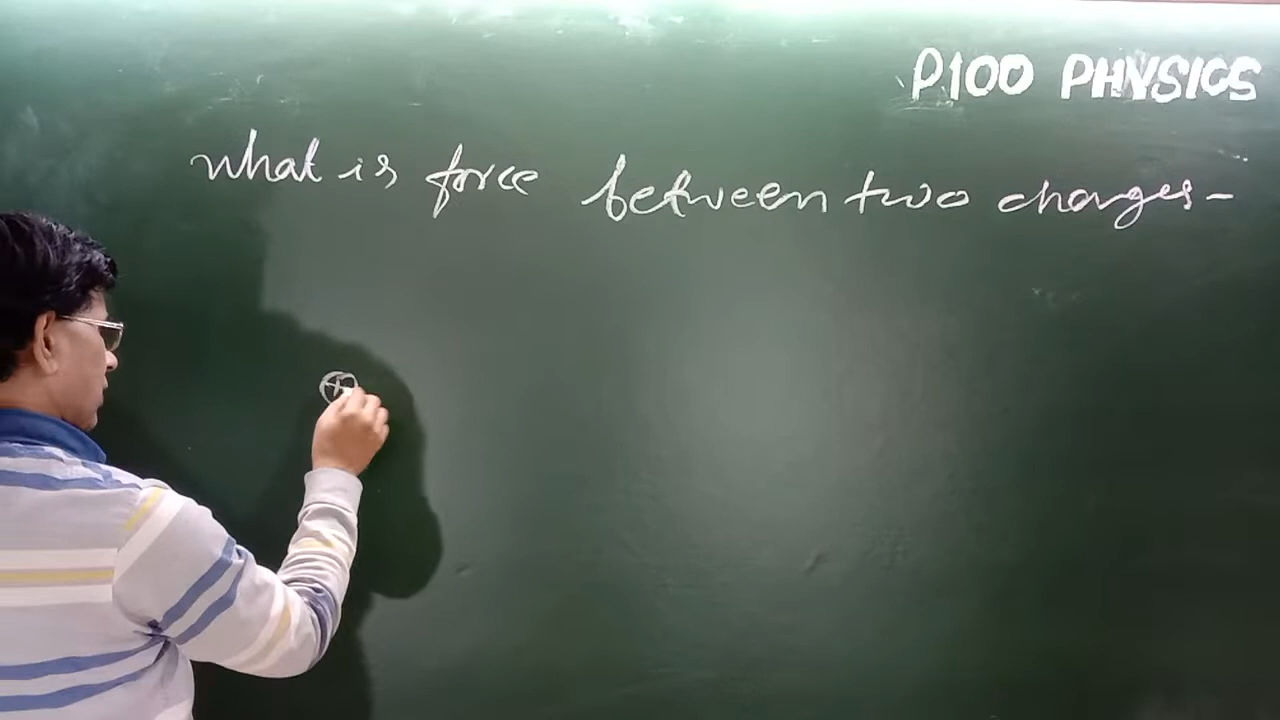 P100 PHYSICS
what is force between two charges-
+